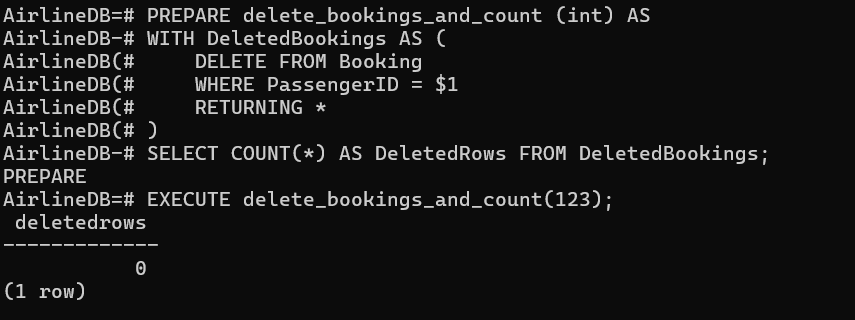 AirlineDB=# PREPARE delete_bookings_and_count (int) AS
AirlineDB-# WITH DeletedBookings AS (
AirlineDB(#     DELETE FROM Booking
AirlineDB(#     WHERE PassengerID = $1
AirlineDB(#     RETURNING *
AirlineDB(# )
AirlineDB-# SELECT COUNT(*) AS DeletedRows FROM DeletedBookings;
PREPARE
AirlineDB=# EXECUTE delete_bookings_and_count(123);
 deletedrows
-------------
           0
(1 row)